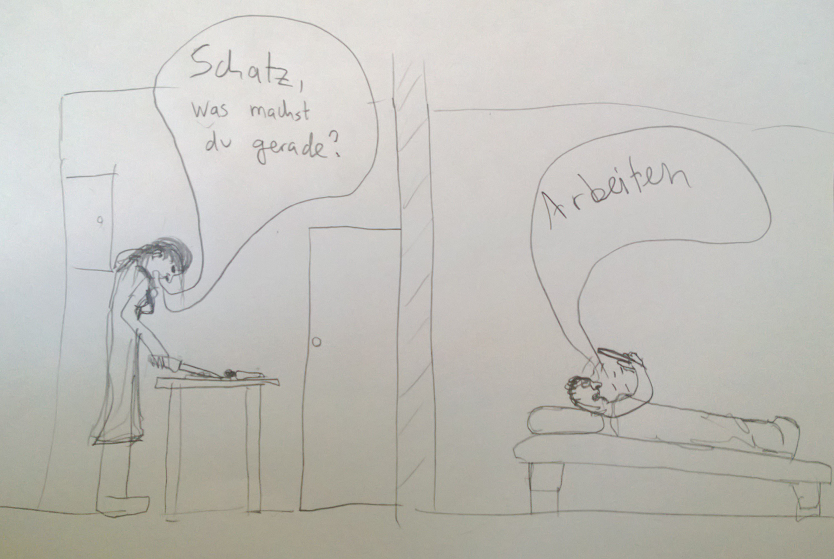 Schatz,
was machst
du gerade?
Arbeiten